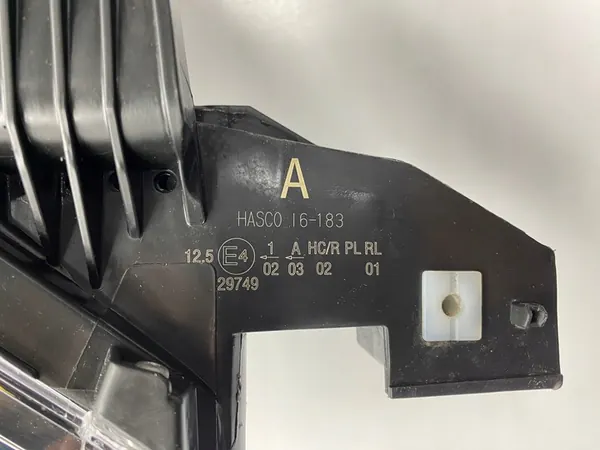 A
HASCO 16-183
12.5 E4 ←1 ←A HC/R PL RL
02 03 02 01
29749